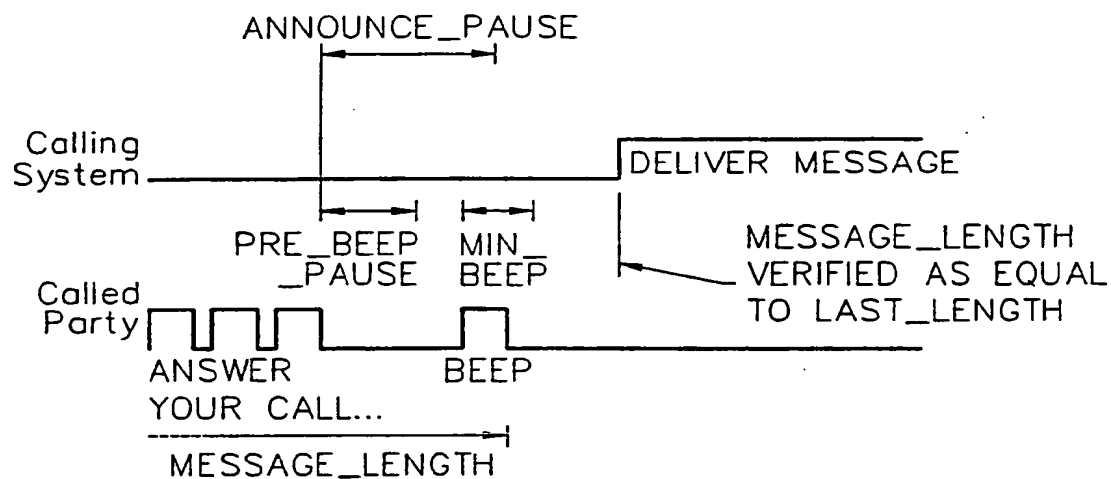 ANNOUNCE_PAUSE
Calling
System
DELIVER MESSAGE
PRE_BEEP
_PAUSE
MIN_
BEEP
MESSAGE_LENGTH
VERIFIED AS EQUAL
TO LAST_LENGTH
Called
Party
ANSWER
YOUR CALL...
BEEP
MESSAGE_LENGTH